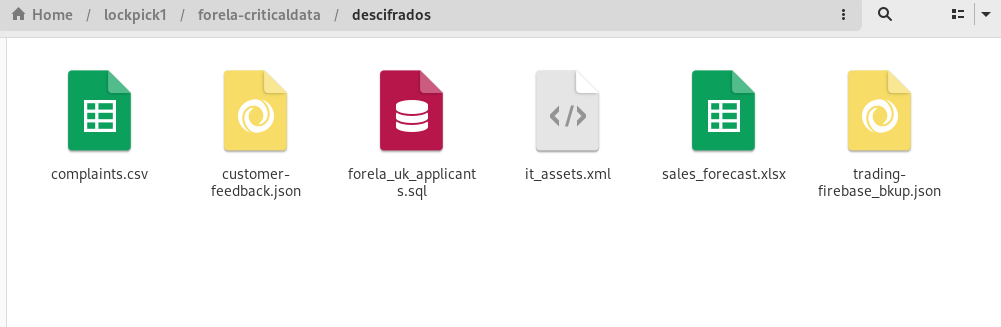 Home / lockpick1 / forela-criticaldata / descifrados
complaints.csv
customer-
feedback.json
forela_uk_applicant
s.sql
it_assets.xml
sales_forecast.xlsx
trading-
firebase_bkup.json